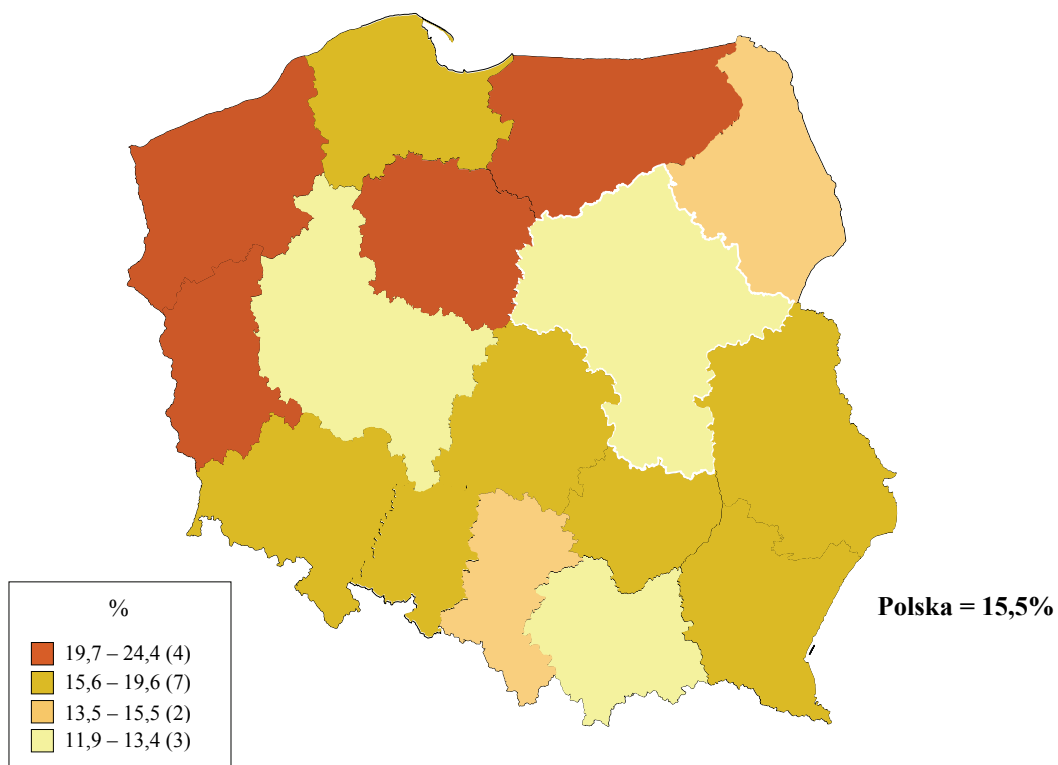 Polska = 15,5%
%
19,7 – 24,4 (4)
15,6 – 19,6 (7)
13,5 – 15,5 (2)
11,9 – 13,4 (3)